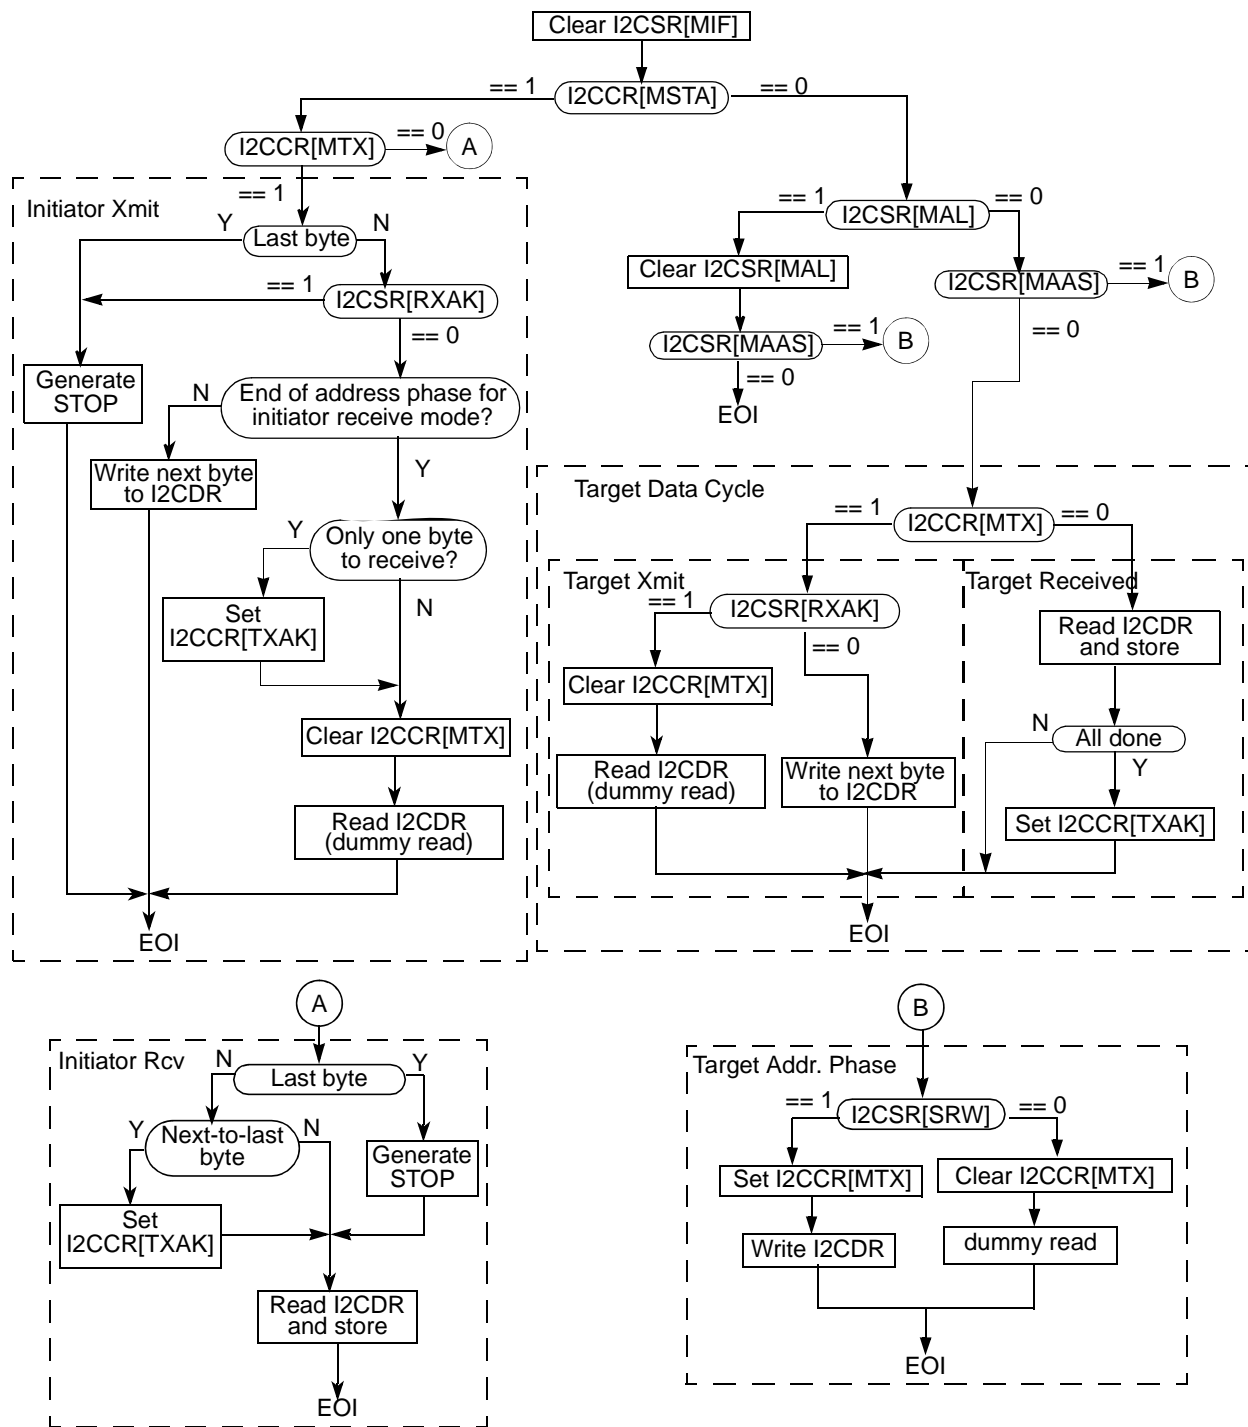 Clear I2CSR[MIF]
== 1
I2CCR[MSTA]
== 0
I2CCR[MTX]
== 0
A
== 1
Initiator Xmit
Y
Last byte
N
== 1
I2CSR[RXAK]
== 0
Generate
STOP
N
End of address phase for
initiator receive mode?
Write next byte
to I2CDR
Y
Y
Only one byte
to receive?
N
Set
I2CCR[TXAK]
Clear I2CCR[MTX]
Read I2CDR
(dummy read)
EOI
== 1
I2CSR[MAL]
== 0
Clear I2CSR[MAL]
I2CSR[MAAS]
== 1
B
== 0
EOI
I2CSR[MAAS]
== 1
B
== 0
Target Data Cycle
== 1
I2CCR[MTX]
== 0
Target Xmit
== 1
I2CSR[RXAK]
== 0
Clear I2CCR[MTX]
Read I2CDR
(dummy read)
Write next byte
to I2CDR
Target Received
Read I2CDR
and store
N
All done
Y
Set I2CCR[TXAK]
EOI
A
Initiator Rcv
N
Last byte
Y
Y
Next-to-last
byte
N
Generate
STOP
Set
I2CCR[TXAK]
Read I2CDR
and store
EOI
B
Target Addr. Phase
== 1
I2CSR[SRW]
== 0
Set I2CCR[MTX]
Clear I2CCR[MTX]
Write I2CDR
dummy read
EOI